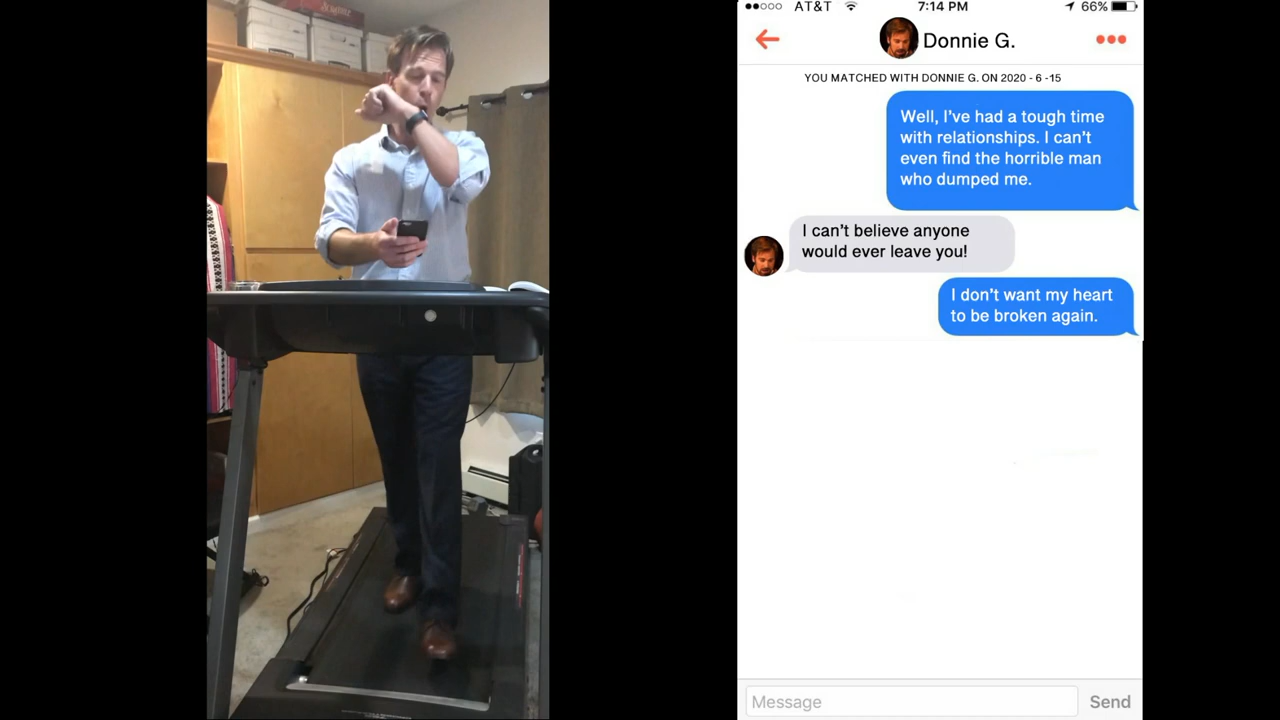 AT&T
7:14 PM
66%
Donnie G.
YOU MATCHED WITH DONNIE G. ON 2020 - 6 -15
Well, I've had a tough time
with relationships. I can't
even find the horrible man
who dumped me.
I can't believe anyone
would ever leave you!
I don't want my heart
to be broken again.
Message
Send